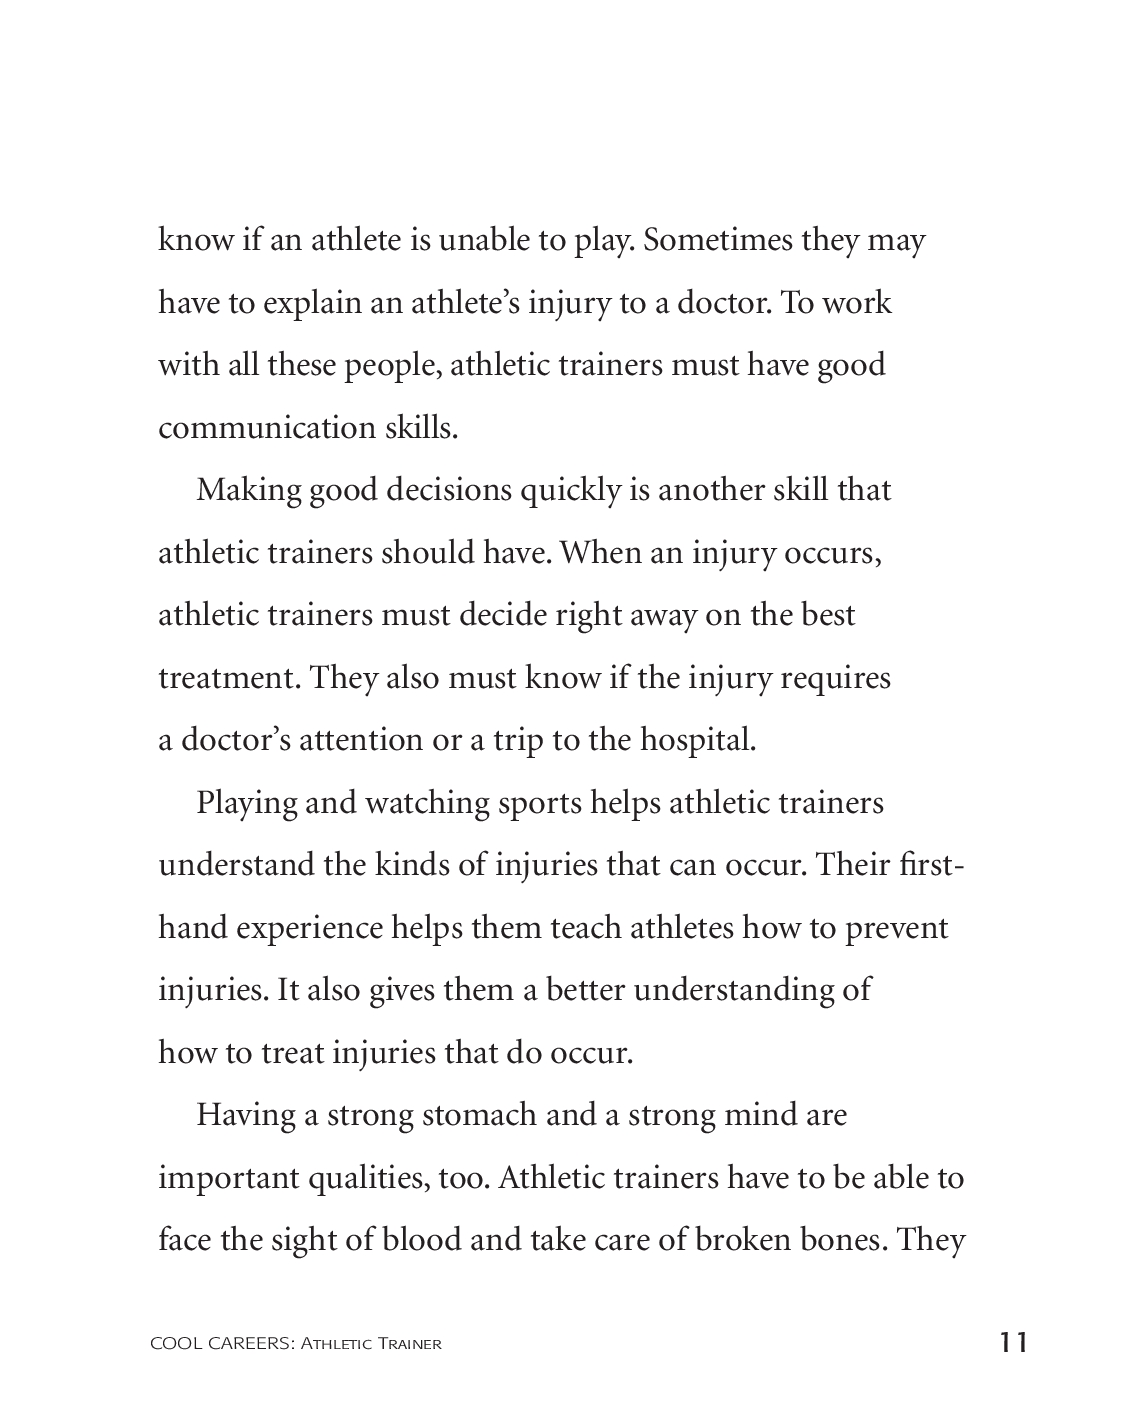 know if an athlete is unable to play. Sometimes they may
have to explain an athlete’s injury to a doctor. To work
with all these people, athletic trainers must have good
communication skills.
Making good decisions quickly is another skill that
athletic trainers should have. When an injury occurs,
athletic trainers must decide right away on the best
treatment. They also must know if the injury requires
a doctor’s attention or a trip to the hospital.
Playing and watching sports helps athletic trainers
understand the kinds of injuries that can occur. Their first-
hand experience helps them teach athletes how to prevent
injuries. It also gives them a better understanding of
how to treat injuries that do occur.
Having a strong stomach and a strong mind are
important qualities, too. Athletic trainers have to be able to
face the sight of blood and take care of broken bones. They
COOL CAREERS: Athletic Trainer 11